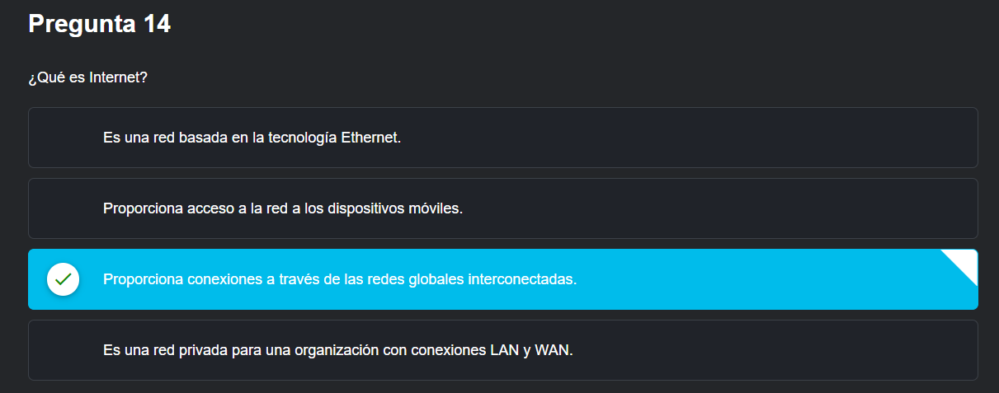 Pregunta 14
¿Qué es Internet?
Es una red basada en la tecnología Ethernet.
Proporciona acceso a la red a los dispositivos móviles.
Proporciona conexiones a través de las redes globales interconectadas.
Es una red privada para una organización con conexiones LAN y WAN.